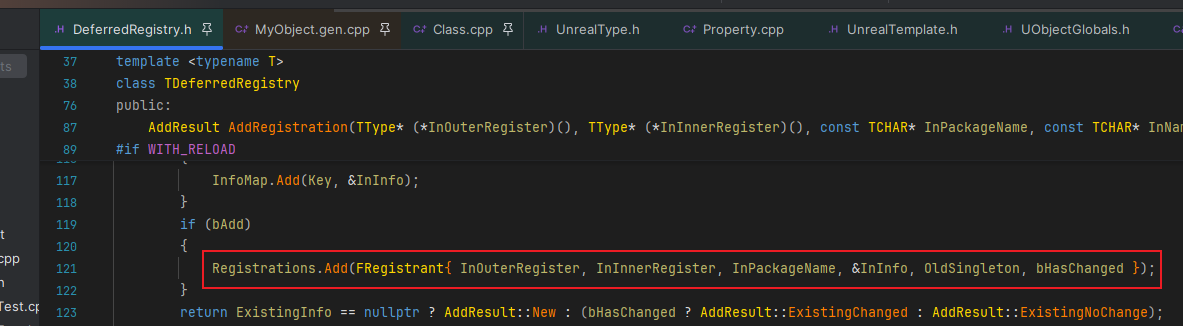 DeferredRegistry.h MyObject.gen.cpp Class.cpp UnrealType.h Property.cpp UnrealTemplate.h UObjectGlobals.h
37 template <typename T>
38 class TDeferredRegistry
76 public:
87 AddResult AddRegistration(TType* (*InOuterRegister)(), TType* (*InInnerRegister)(), const TCHAR* InPackageName, const TCHAR* InNam
89 #if WITH_RELOAD
{
117 InfoMap.Add(Key, &InInfo);
118 }
119 if (bAdd)
120 {
121 Registrations.Add(FRegistrant{ InOuterRegister, InInnerRegister, InPackageName, &InInfo, OldSingleton, bHasChanged });
122 }
123 return ExistingInfo == nullptr ? AddResult::New : (bHasChanged ? AddResult::ExistingChanged : AddResult::ExistingNoChange);
ts
t
cpp
n
Test.cp